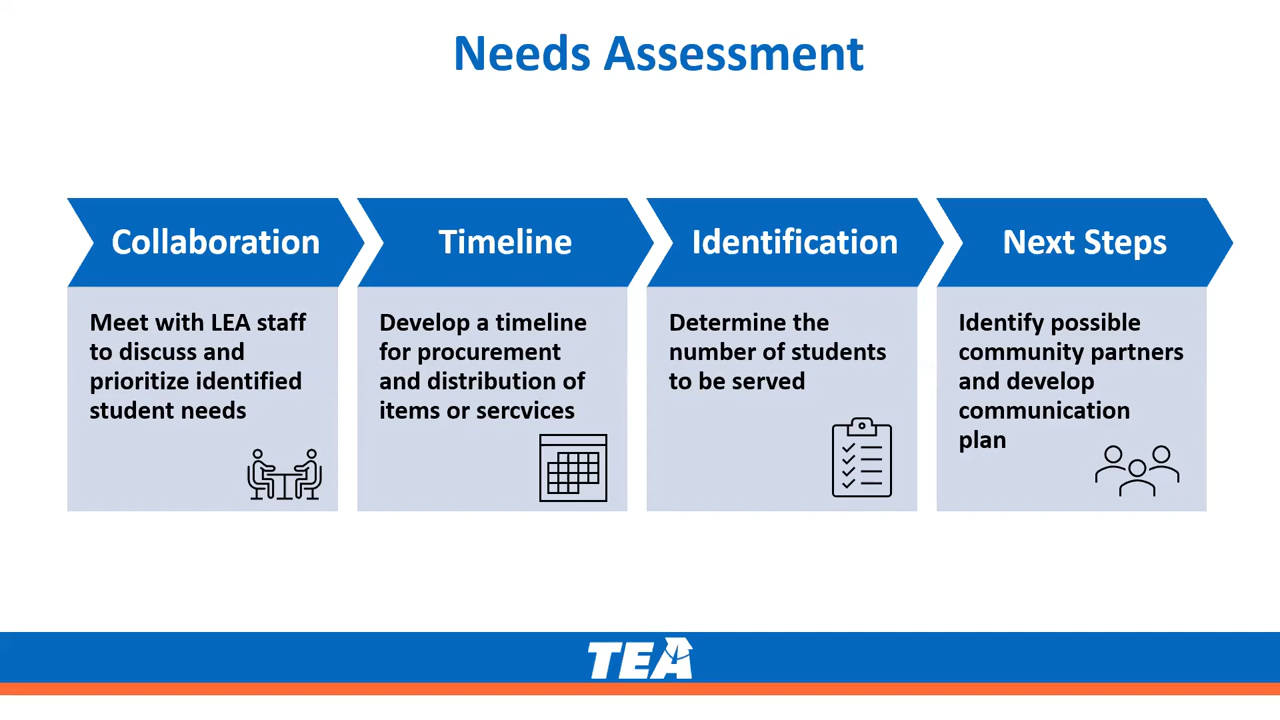 Needs Assessment
Collaboration
Meet with LEA staff
to discuss and
prioritize identified
student needs
Timeline
Develop a timeline
for procurement
and distribution of
items or sercvices
Identification
Determine the
number of students
to be served
Next Steps
Identify possible
community partners
and develop
communication
plan
TEA